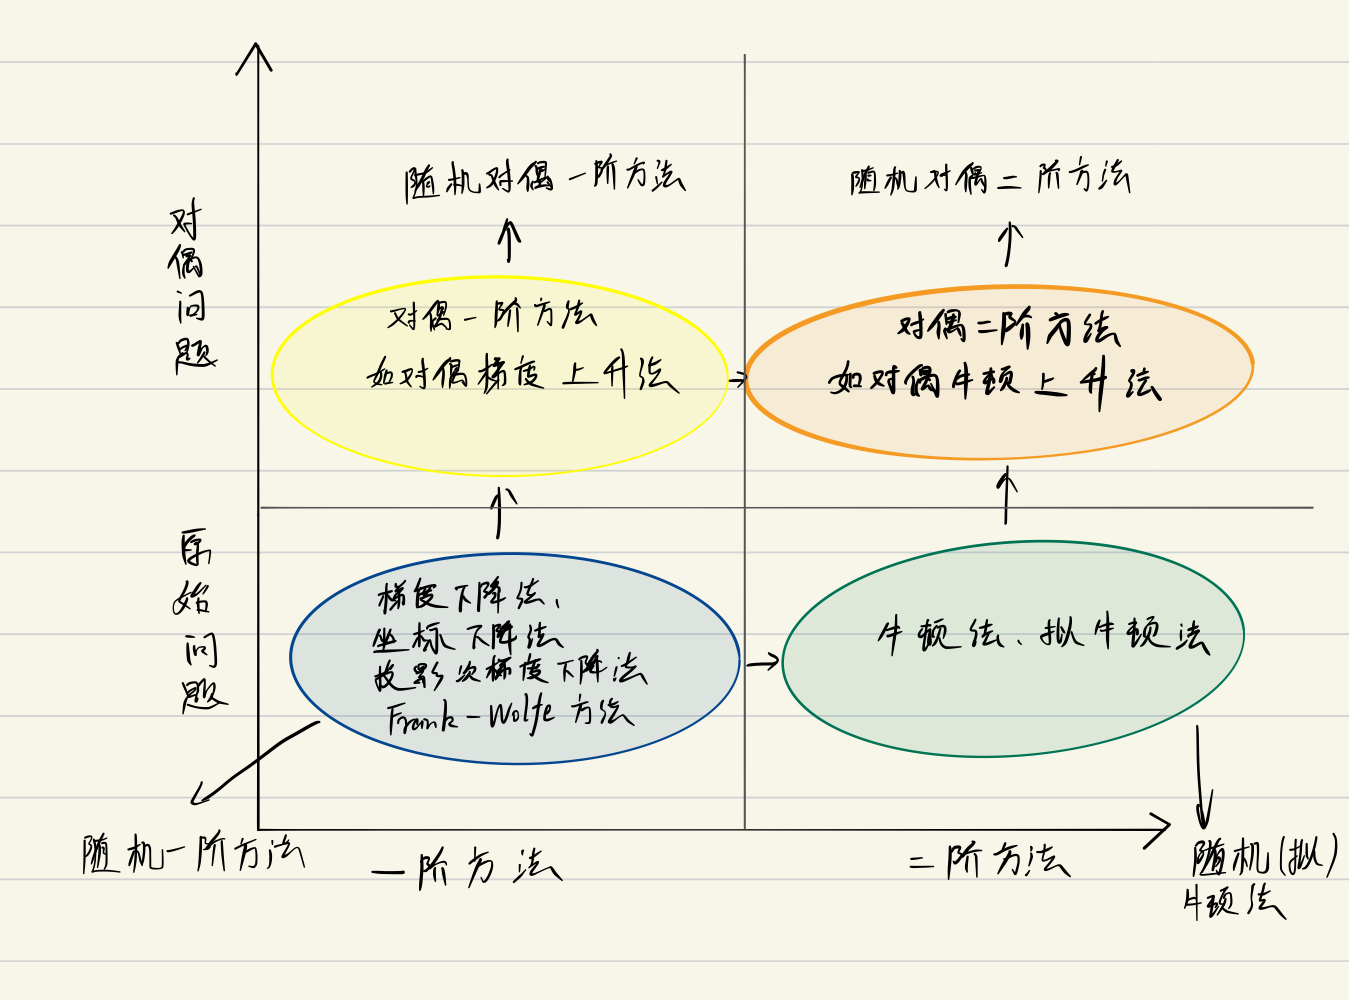 随机对偶一阶方法
随机对偶二阶方法
对偶问题
对偶一阶方法
如对偶梯度上升法
对偶二阶方法
如对偶牛顿上升法
原始问题
梯度下降法、
坐标下降法
投影次梯度下降法
Frank-Wolfe方法
牛顿法、拟牛顿法
随机一阶方法
一阶方法
二阶方法
随机(拟)
牛顿法